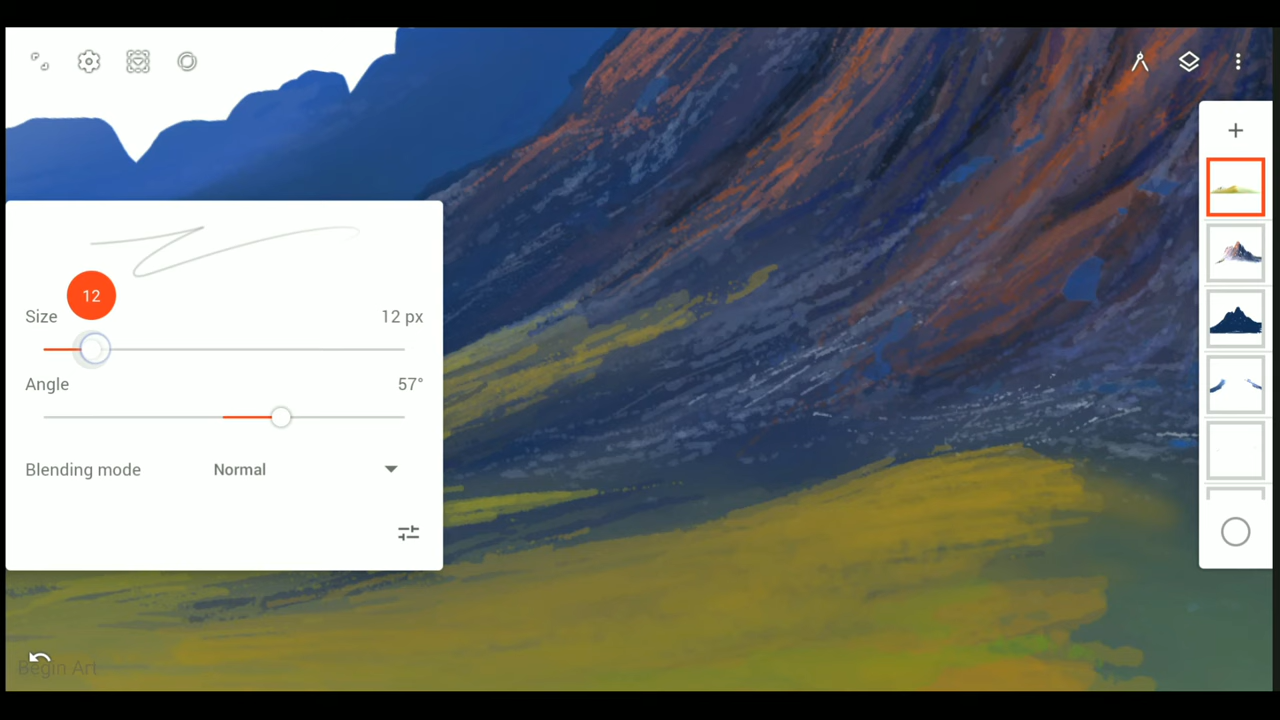 12
Size 12 px
Angle 57°
Blending mode Normal
Begin Art